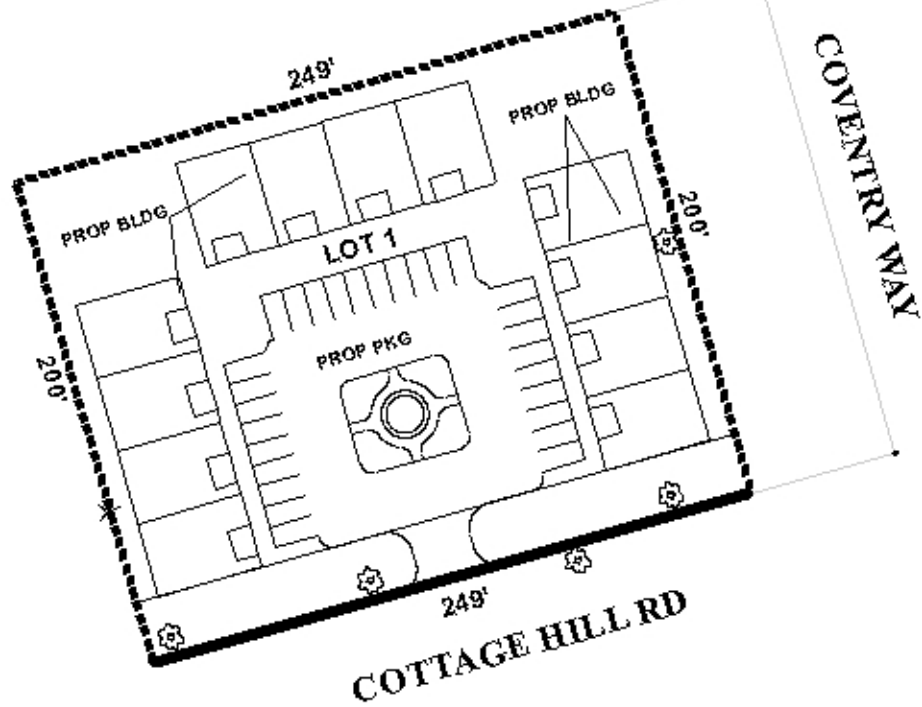 249'
PROP BLDG
COVENTRY WAY
PROP BLDG
200'
LOT 1
PROP PKG
200'
249'
COTTAGE HILL RD